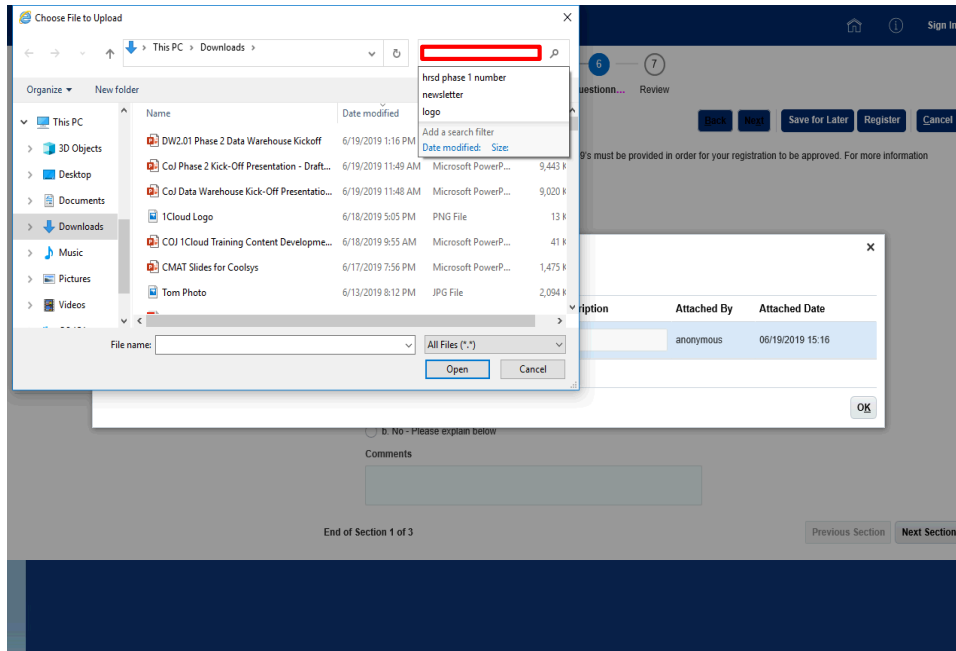 Choose File to Upload
This PC > Downloads >
Organize New folder
hrsd phase 1 number
newsletter
logo
Add a search filter
Date modified: Size:
This PC
3D Objects
Desktop
Documents
Downloads
Music
Pictures
Videos
Name Date modified
DW2.01 Phase 2 Data Warehouse Kickoff 6/19/2019 1:16 PM
CoJ Phase 2 Kick-Off Presentation - Draft... 6/19/2019 11:49 AM Microsoft PowerP... 9,443 K
CoJ Data Warehouse Kick-Off Presentatio... 6/19/2019 11:48 AM Microsoft PowerP... 9,020 K
1Cloud Logo 6/18/2019 5:05 PM PNG File 13 K
COJ 1Cloud Training Content Developme... 6/18/2019 9:55 AM Microsoft PowerP... 41 K
CMAT Slides for Coolsys 6/17/2019 7:56 PM Microsoft PowerP... 1,475 K
Tom Photo 6/13/2019 8:12 PM JPG File 2,094 K
File name: All Files (*.*)
Open Cancel
Sign In
6 7
uestionn... Review
Back Next Save for Later Register Cancel
9's must be provided in order for your registration to be approved. For more information
ription Attached By Attached Date
anonymous 06/19/2019 15:16
OK
b. No - Please explain below
Comments
End of Section 1 of 3
Previous Section Next Section